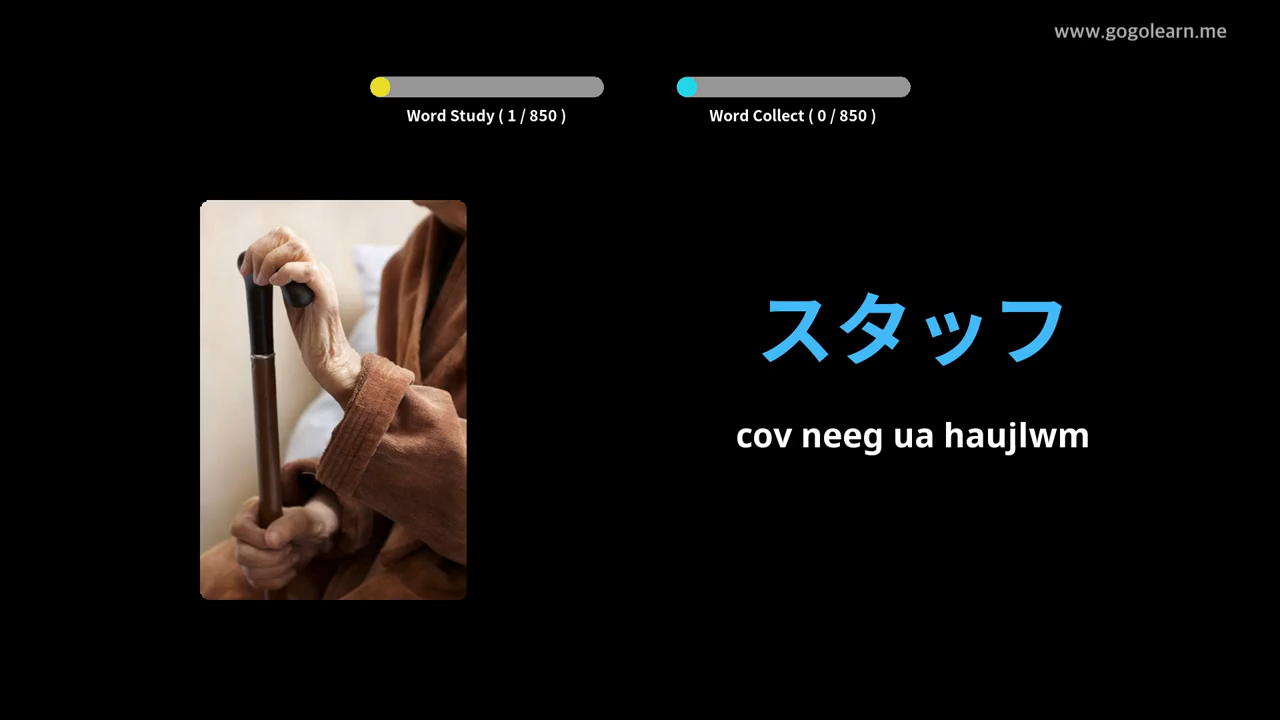 www.gogolearn.me
Word Study ( 1 / 850 )
Word Collect ( 0 / 850 )
スタッフ
cov neeg ua haujlwm